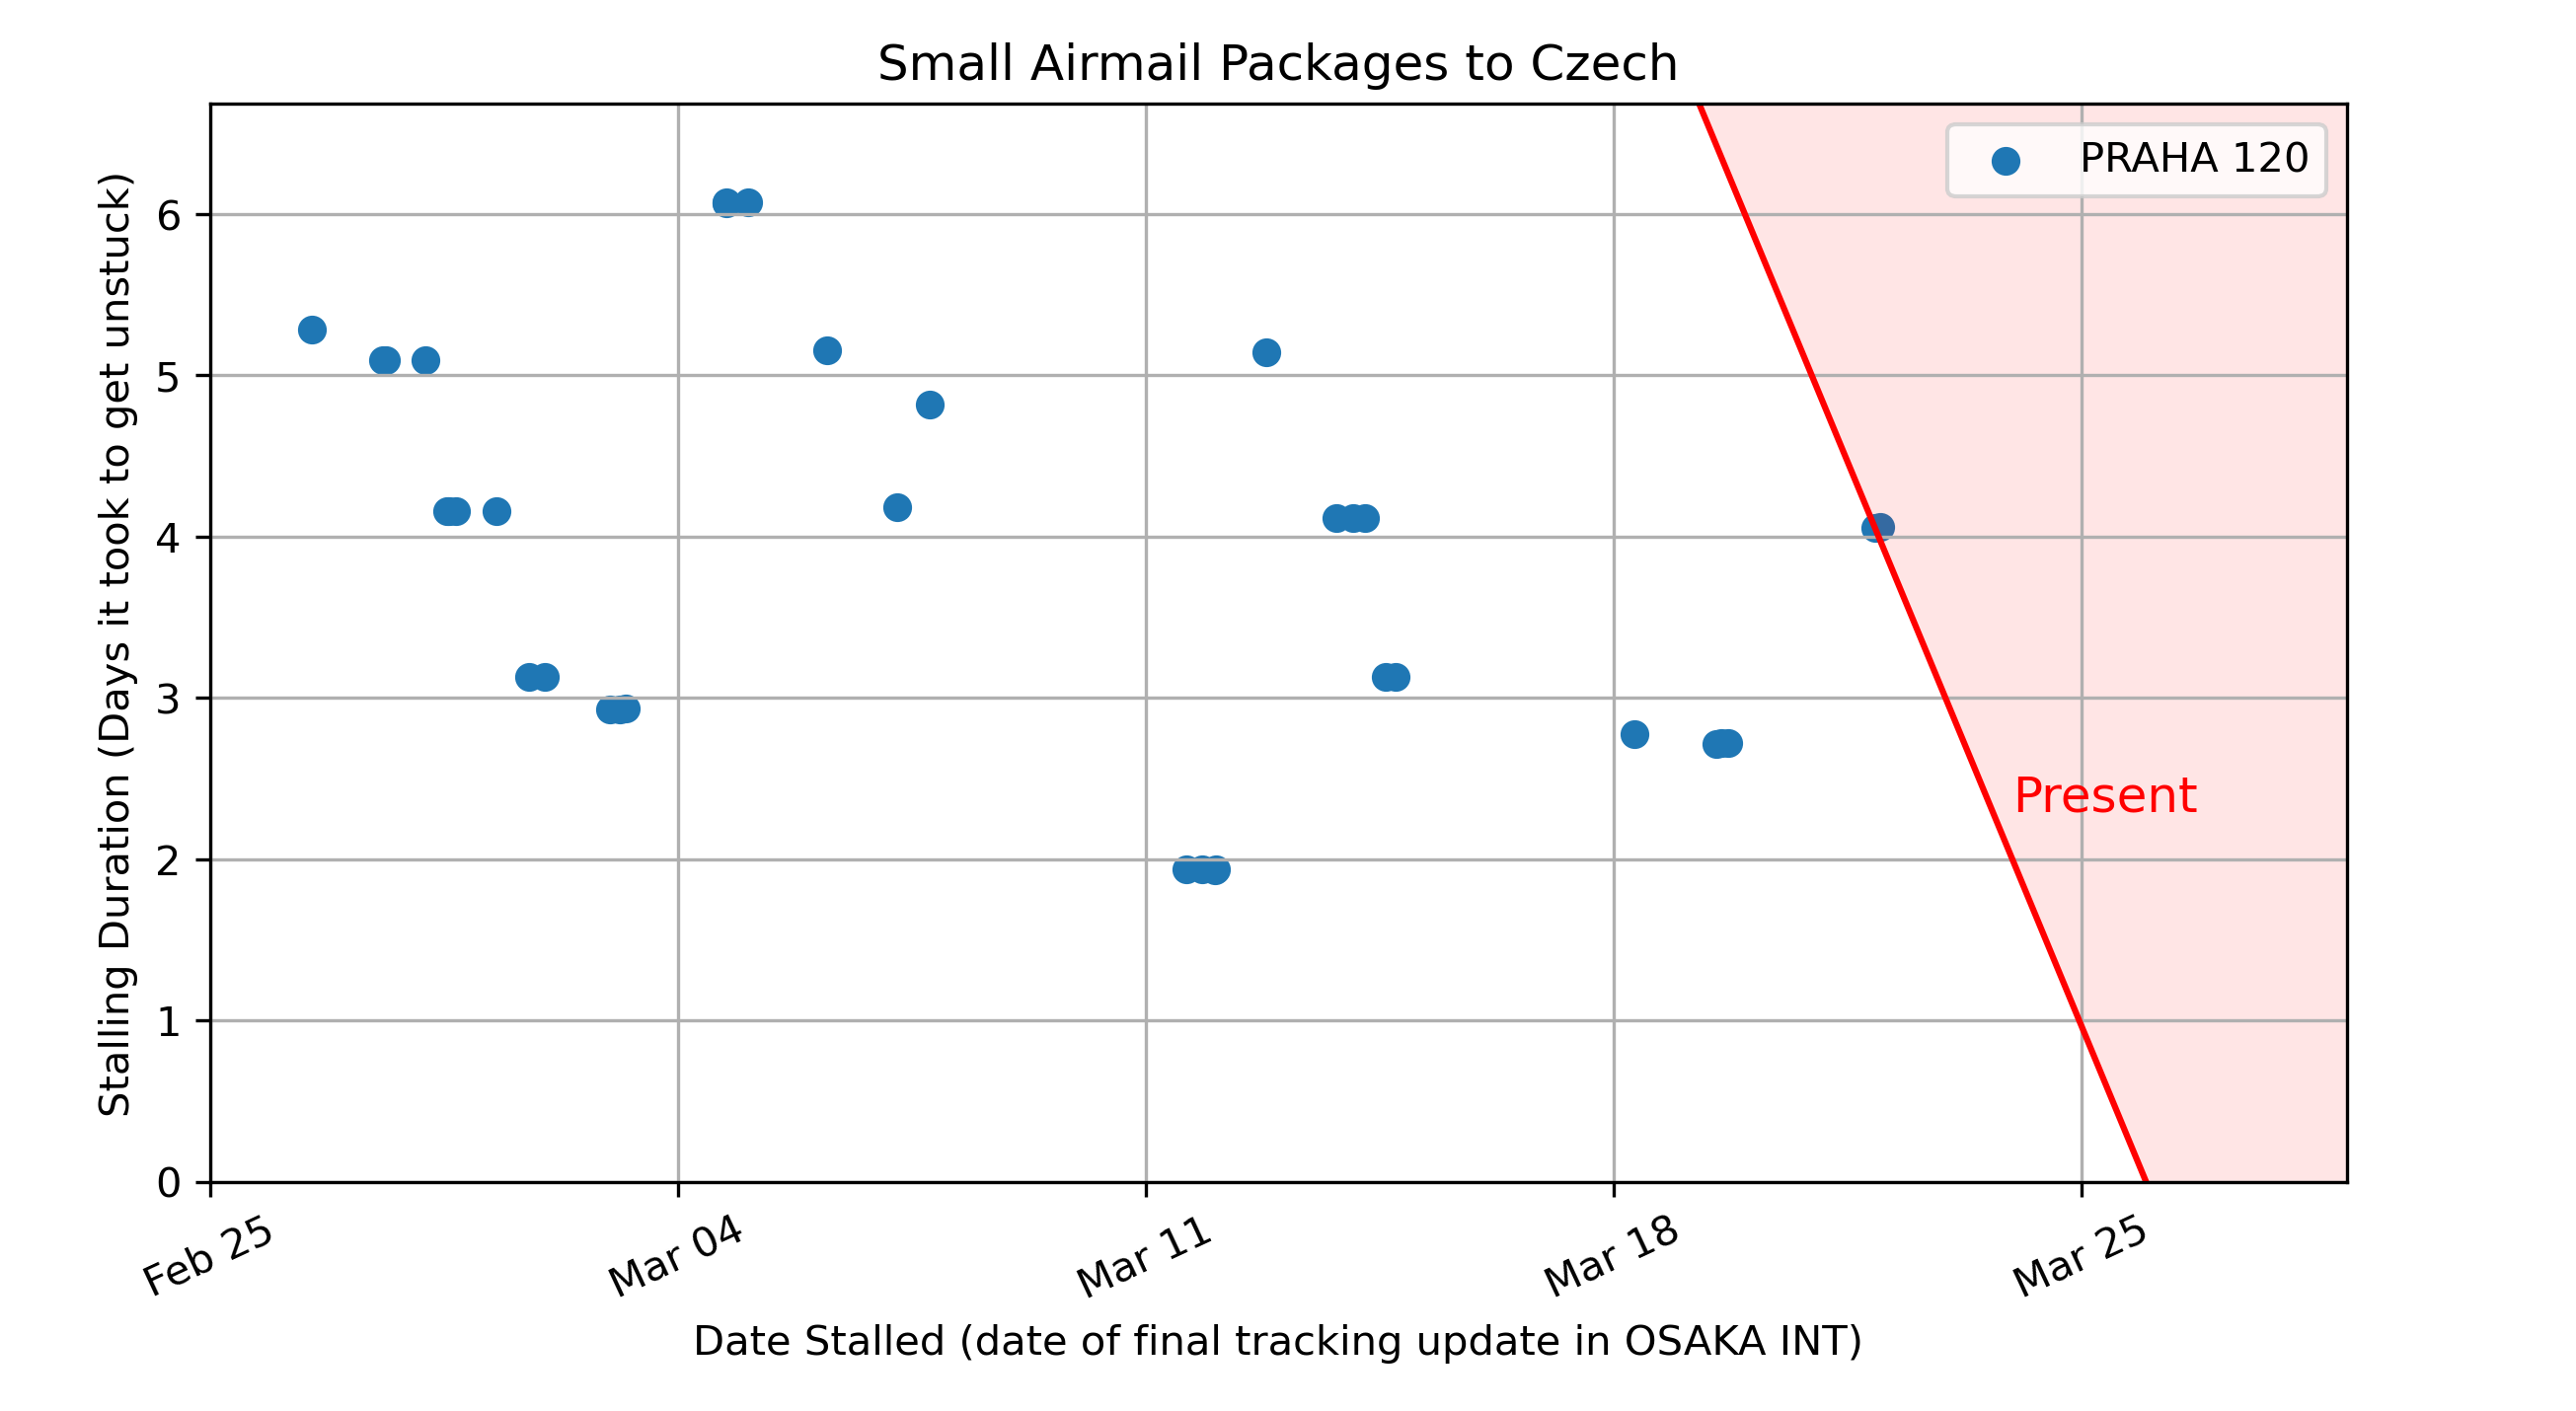 Small Airmail Packages to Czech
PRAHA 120
Stalling Duration (Days it took to get unstuck)
6
5
4
3
2
1
0
Present
Feb 25
Mar 04
Mar 11
Mar 18
Mar 25
Date Stalled (date of final tracking update in OSAKA INT)